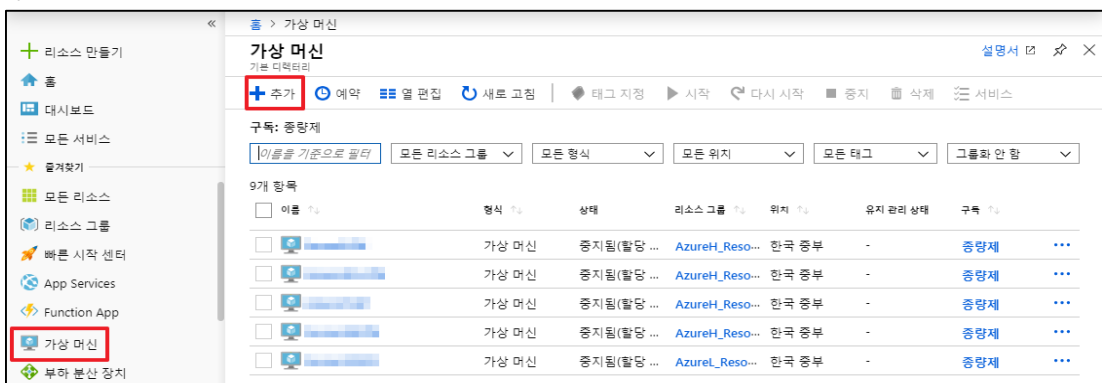 «
홈 > 가상 머신
리소스 만들기
홈
대시보드
모든 서비스
즐겨찾기
모든 리소스
리소스 그룹
빠른 시작 센터
App Services
Function App
가상 머신
부하 분산 장치
가상 머신
기본 디렉터리
설명서
추가 예약 열 편집 새로 고침 태그 지정 시작 다시 시작 중지 삭제 서비스
구독: 종량제
이름을 기준으로 필터 모든 리소스 그룹 모든 형식 모든 위치 모든 태그 그룹화 안 함
9개 항목
이름 형식 상태 리소스 그룹 위치 유지 관리 상태 구독
가상 머신 중지됨(할당 ... AzureH_Reso... 한국 중부 - 종량제 ...
가상 머신 중지됨(할당 ... AzureH_Reso... 한국 중부 - 종량제 ...
가상 머신 중지됨(할당 ... AzureH_Reso... 한국 중부 - 종량제 ...
가상 머신 중지됨(할당 ... AzureH_Reso... 한국 중부 - 종량제 ...
가상 머신 중지됨(할당 ... AzureL_Reso... 한국 중부 - 종량제 ...